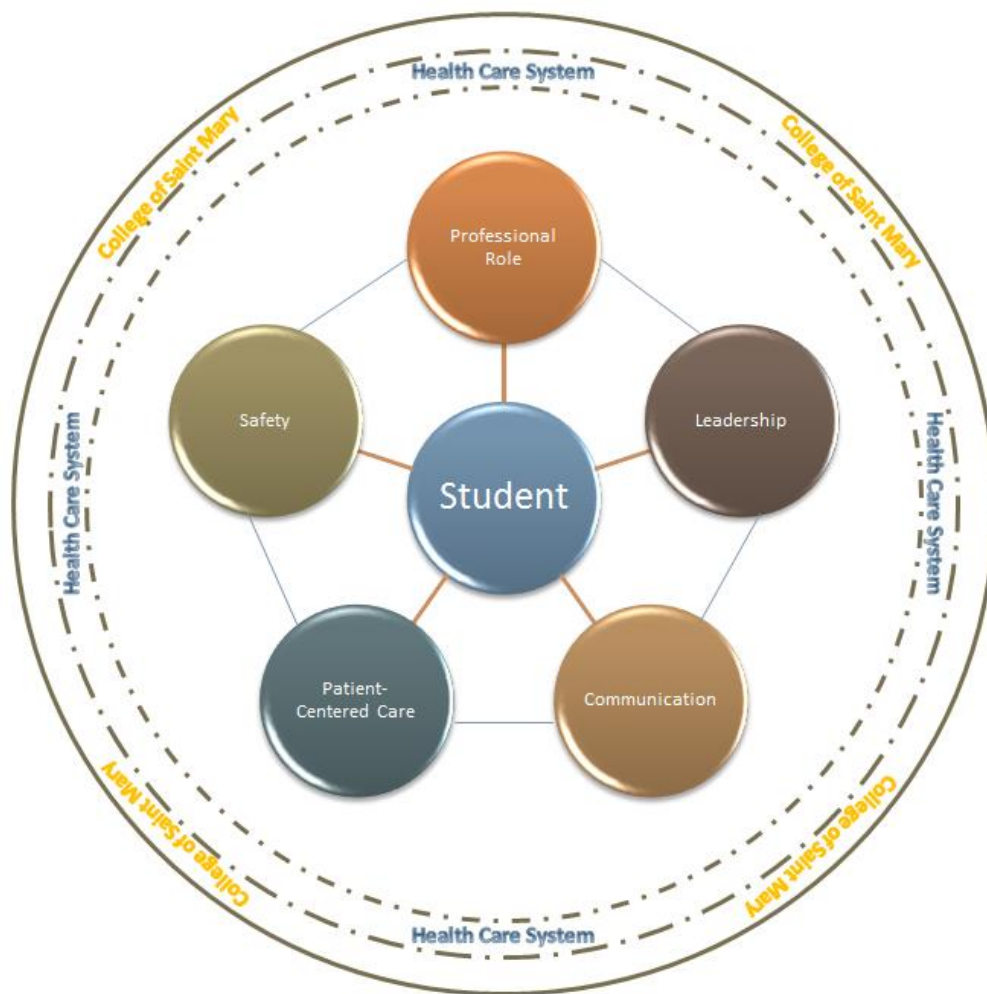 Health Care System
College of Saint Mary
College of Saint Mary
Professional
Role
Safety
Leadership
Student
Health Care System
Health Care System
Patient-
Centered Care
Communication
College of Saint Mary
College of Saint Mary
Health Care System